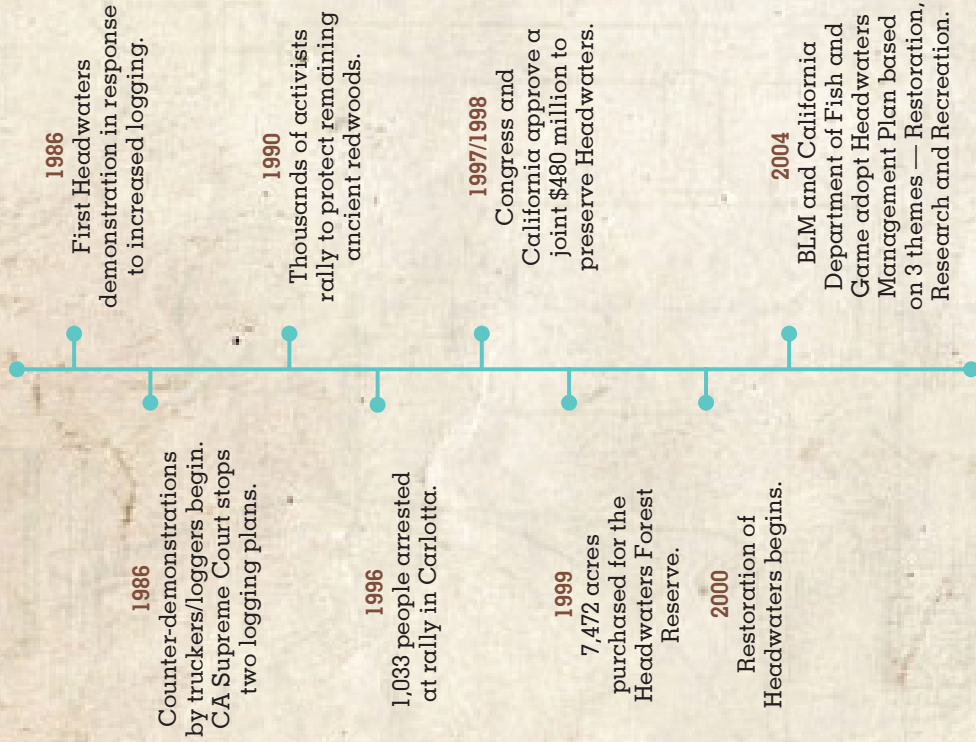 1986
First Headwaters
demonstration in response
to increased logging.
1986
Counter-demonstrations
by truckers/loggers begin.
CA Supreme Court stops
two logging plans.
1990
Thousands of activists
rally to protect remaining
ancient redwoods.
1996
1,033 people arrested
at rally in Carlotta.
1997/1998
Congress and
California approve a
joint $480 million to
preserve Headwaters.
1999
7,472 acres
purchased for the
Headwaters Forest
Reserve.
2000
Restoration of
Headwaters begins.
2004
BLM and California
Department of Fish and
Game adopt Headwaters
Management Plan based
on 3 themes — Restoration,
Research and Recreation.